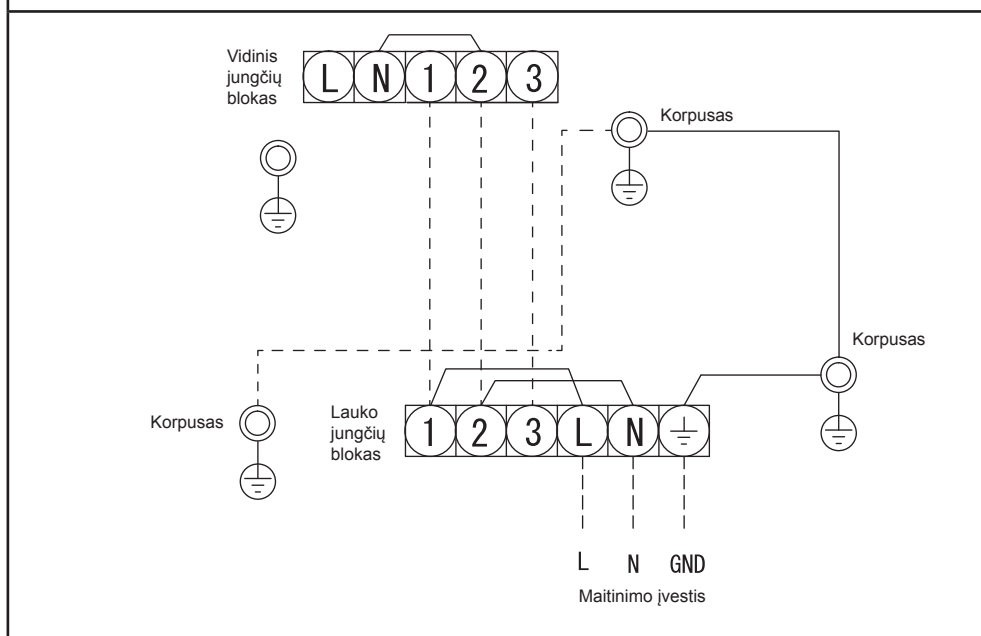 Vidinis
jungčių
blokas
L N 1 2 3
Korpusas
Korpusas
Korpusas
Lauko
jungčių
blokas
1 2 3 L N
L N GND
Maitinimo įvestis